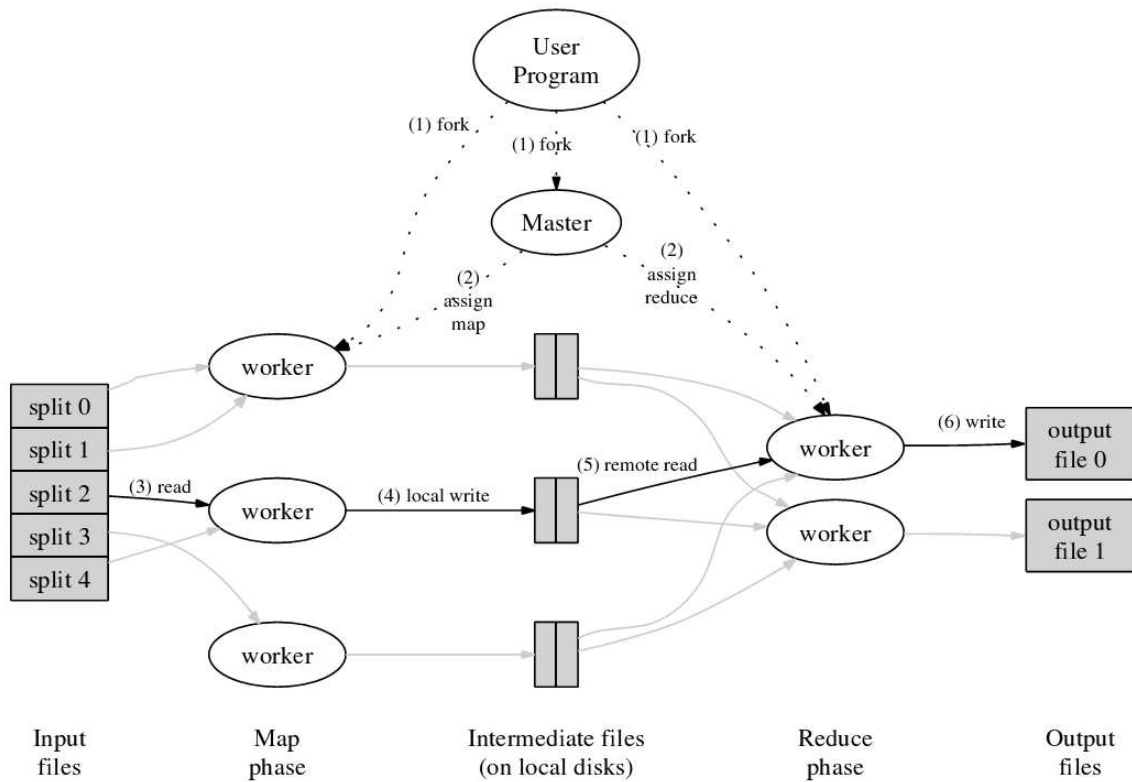 User
Program
(1) fork
(1) fork
(1) fork
Master
(2)
assign
map
(2)
assign
reduce
worker
split 0
split 1
split 2
split 3
split 4
(3) read
worker
(4) local write
(5) remote read
worker
(6) write
output
file 0
worker
output
file 1
worker
Input
files
Map
phase
Intermediate files
(on local disks)
Reduce
phase
Output
files